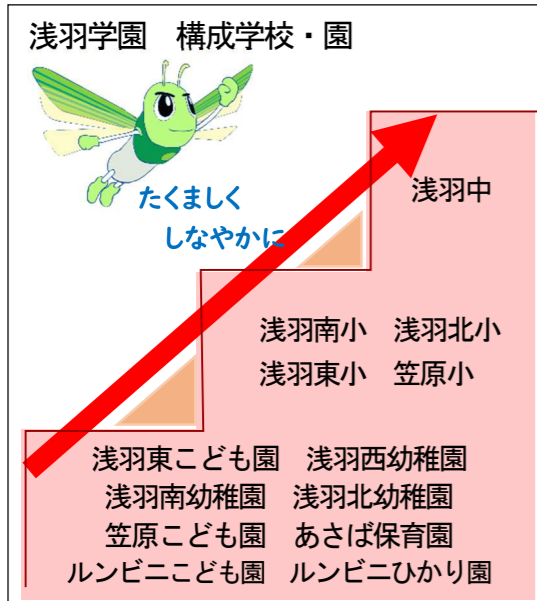 浅羽学園　構成学校・園
たくましく
しなやかに
浅羽中
浅羽南小　浅羽北小
浅羽東小　笠原小
浅羽東こども園　浅羽西幼稚園
浅羽南幼稚園　浅羽北幼稚園
笠原こども園　あさば保育園
ルンビニこども園　ルンビニひかり園